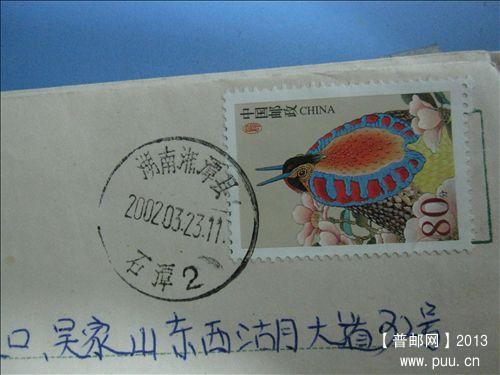 中国邮政 CHINA
80分
湖南湘潭县
2002.03.23.11
石潭2
口,吴家山东西湖大道31号
【普邮网】2013
www.puu.cn